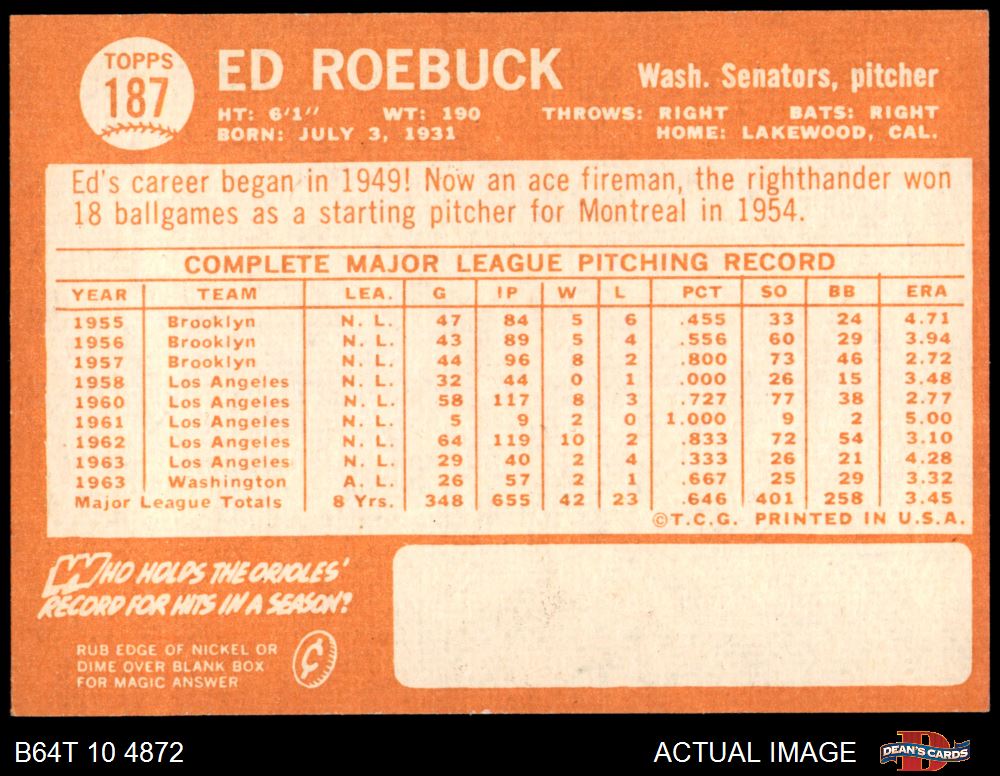 TOPPS
187
ED ROEBUCK
Wash. Senators, pitcher
HT: 6'1" WT: 190 THROWS: RIGHT BATS: RIGHT
BORN: JULY 3, 1931 HOME: LAKEWOOD, CAL.
Ed's career began in 1949! Now an ace fireman, the righthander won
18 ballgames as a starting pitcher for Montreal in 1954.
COMPLETE MAJOR LEAGUE PITCHING RECORD
YEAR TEAM LEA. G IP W L PCT SO BB ERA
1955 Brooklyn N. L. 47 84 5 6 .455 33 24 4.71
1956 Brooklyn N. L. 43 89 5 4 .556 60 29 3.94
1957 Brooklyn N. L. 44 96 8 2 .800 73 46 2.72
1958 Los Angeles N. L. 32 44 0 1 .000 26 15 3.48
1960 Los Angeles N. L. 58 117 8 3 .727 77 38 2.77
1961 Los Angeles N. L. 5 9 2 0 1.000 9 2 5.00
1962 Los Angeles N. L. 64 119 10 2 .833 72 54 3.10
1963 Los Angeles N. L. 29 40 2 4 .333 26 21 4.28
1963 Washington A. L. 26 57 2 1 .667 25 29 3.32
Major League Totals 8 Yrs. 348 655 42 23 .646 401 258 3.45
©T.C.G. PRINTED IN U.S.A.
WHO HOLDS THE ORIOLES'
RECORD FOR HITS IN A SEASON?
RUB EDGE OF NICKEL OR
DIME OVER BLANK BOX
FOR MAGIC ANSWER
¢
B64T 10 4872
ACTUAL IMAGE
D
DEAN'S CARDS